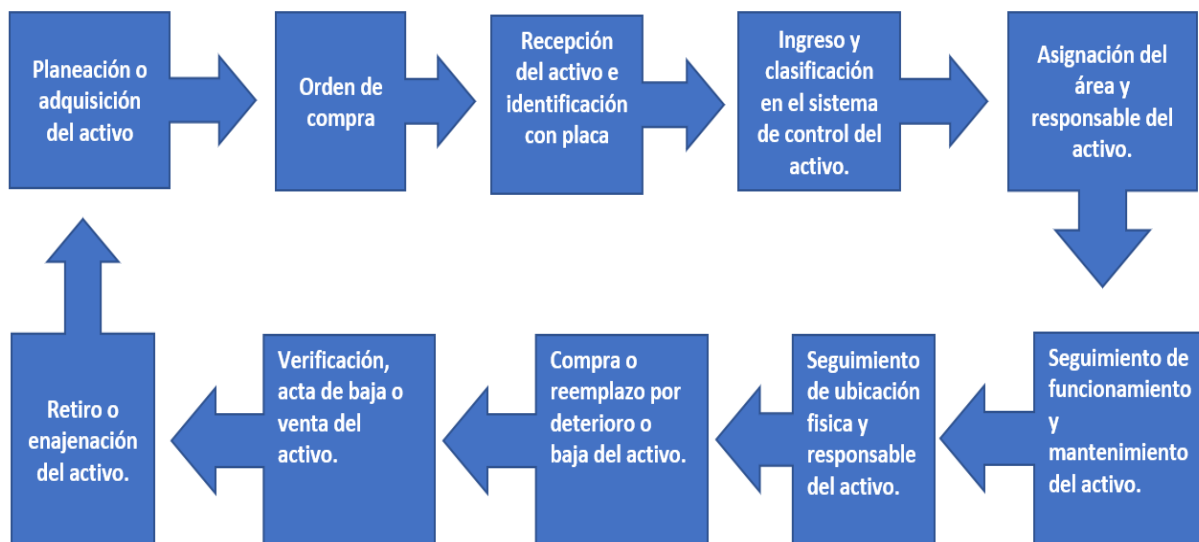 Planeación o
adquisición
del activo
Orden de
compra
Recepción
del activo e
identificación
con placa
Ingreso y
clasificación
en el sistema
de control del
activo.
Asignación del
área y
responsable del
activo.
Seguimiento de
funcionamiento
y
mantenimiento
del activo.
Seguimiento
de ubicación
fisica y
responsable
del activo.
Compra o
reemplazo por
deterioro o
baja del activo.
Verificación,
acta de baja o
venta del
activo.
Retiro o
enajenación
del activo.